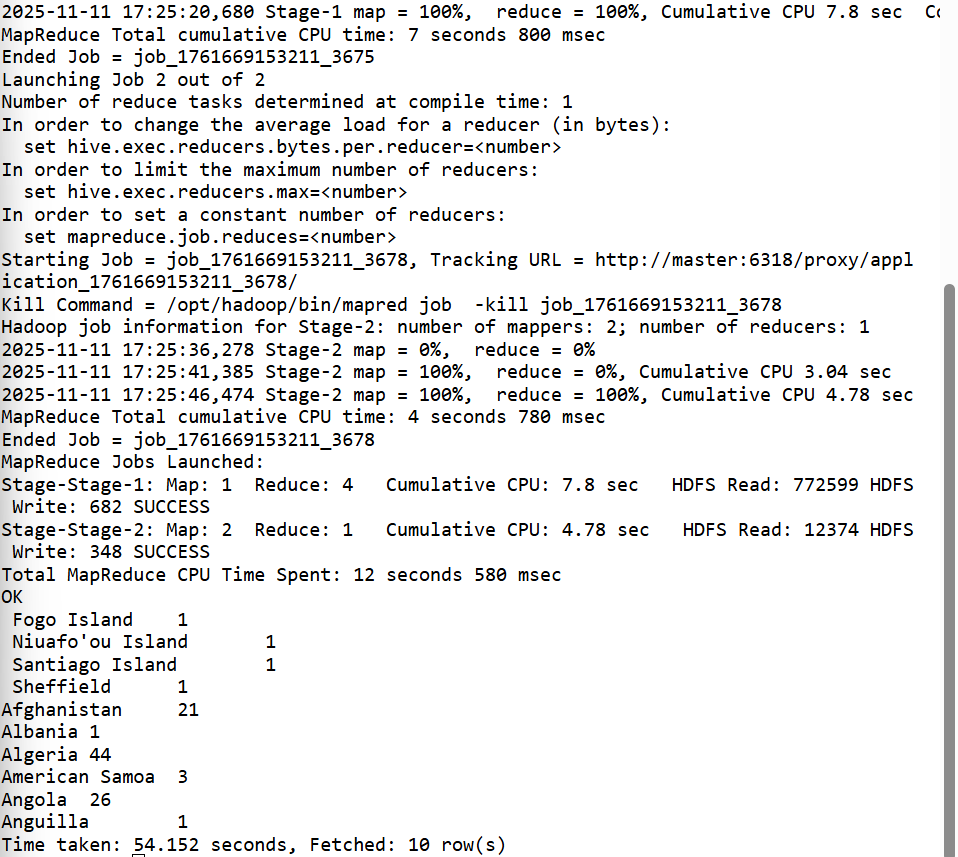 2025-11-11 17:25:20,680 Stage-1 map = 100%,  reduce = 100%, Cumulative CPU 7.8 sec
MapReduce Total cumulative CPU time: 7 seconds 800 msec
Ended Job = job_1761669153211_3675
Launching Job 2 out of 2
Number of reduce tasks determined at compile time: 1
In order to change the average load for a reducer (in bytes):
  set hive.exec.reducers.bytes.per.reducer=<number>
In order to limit the maximum number of reducers:
  set hive.exec.reducers.max=<number>
In order to set a constant number of reducers:
  set mapreduce.job.reduces=<number>
Starting Job = job_1761669153211_3678, Tracking URL = http://master:6318/proxy/appl
ication_1761669153211_3678/
Kill Command = /opt/hadoop/bin/mapred job  -kill job_1761669153211_3678
Hadoop job information for Stage-2: number of mappers: 2; number of reducers: 1
2025-11-11 17:25:36,278 Stage-2 map = 0%,  reduce = 0%
2025-11-11 17:25:41,385 Stage-2 map = 100%,  reduce = 0%, Cumulative CPU 3.04 sec
2025-11-11 17:25:46,474 Stage-2 map = 100%,  reduce = 100%, Cumulative CPU 4.78 sec
MapReduce Total cumulative CPU time: 4 seconds 780 msec
Ended Job = job_1761669153211_3678
MapReduce Jobs Launched:
Stage-Stage-1: Map: 1  Reduce: 4   Cumulative CPU: 7.8 sec   HDFS Read: 772599 HDFS
 Write: 682 SUCCESS
Stage-Stage-2: Map: 2  Reduce: 1   Cumulative CPU: 4.78 sec   HDFS Read: 12374 HDFS
 Write: 348 SUCCESS
Total MapReduce CPU Time Spent: 12 seconds 580 msec
OK
 Fogo Island    1
 Niuafo'ou Island       1
 Santiago Island        1
 Sheffield      1
Afghanistan     21
Albania 1
Algeria 44
American Samoa  3
Angola  26
Anguilla        1
Time taken: 54.152 seconds, Fetched: 10 row(s)